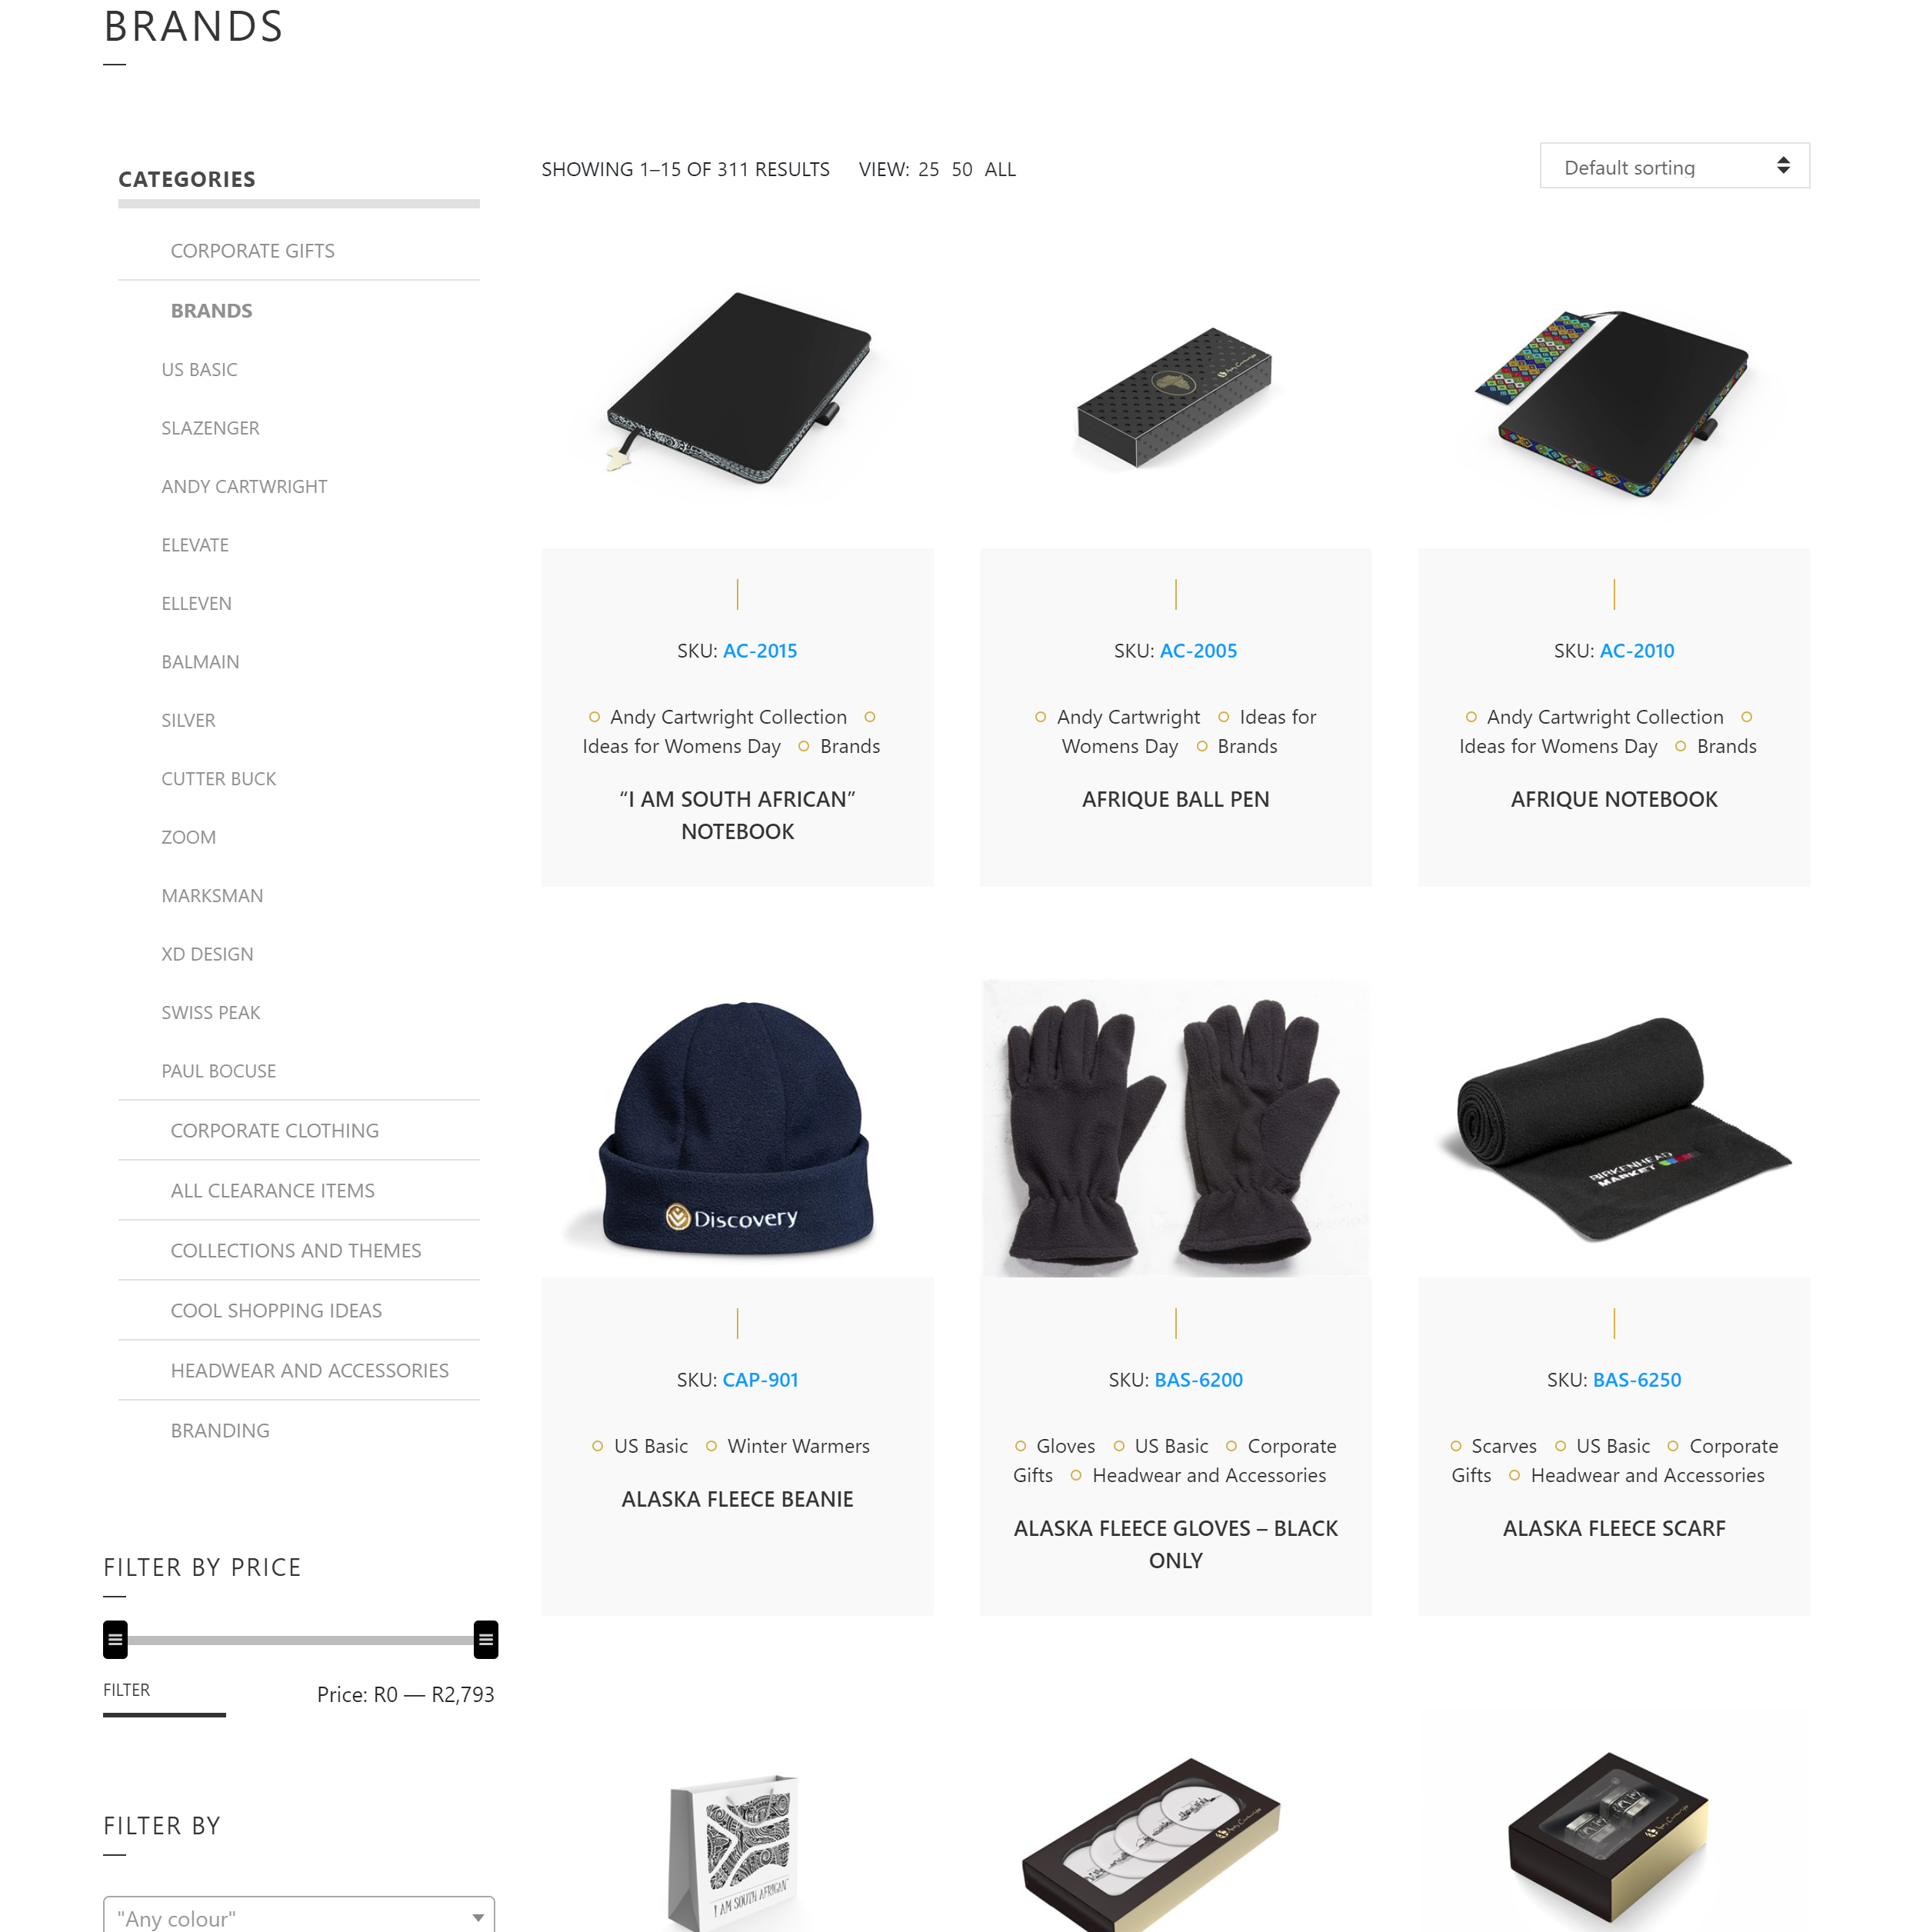 BRANDS
CATEGORIES
CORPORATE GIFTS
BRANDS
US BASIC
SLAZENGER
ANDY CARTWRIGHT
ELEVATE
ELLEVEN
BALMAIN
SILVER
CUTTER BUCK
ZOOM
MARKSMAN
XD DESIGN
SWISS PEAK
PAUL BOCUSE
CORPORATE CLOTHING
ALL CLEARANCE ITEMS
COLLECTIONS AND THEMES
COOL SHOPPING IDEAS
HEADWEAR AND ACCESSORIES
BRANDING
FILTER BY PRICE
FILTER
Price: R0 — R2,793
FILTER BY
"Any colour"
SHOWING 1–15 OF 311 RESULTS VIEW: 25 50 ALL
Default sorting
SKU: AC-2015
Andy Cartwright Collection
Ideas for Womens Day Brands
“I AM SOUTH AFRICAN”
NOTEBOOK
Andy Cartwright
SKU: AC-2005
Andy Cartwright Ideas for
Womens Day Brands
AFRIQUE BALL PEN
SKU: AC-2010
Andy Cartwright Collection
Ideas for Womens Day Brands
AFRIQUE NOTEBOOK
Discovery
SKU: CAP-901
US Basic Winter Warmers
ALASKA FLEECE BEANIE
SKU: BAS-6200
Gloves US Basic Corporate
Gifts Headwear and Accessories
ALASKA FLEECE GLOVES – BLACK
ONLY
BIRKENHEAD
MARKET
SKU: BAS-6250
Scarves US Basic Corporate
Gifts Headwear and Accessories
ALASKA FLEECE SCARF
I AM SOUTH AFRICAN
Andy Cartwright
Andy Cartwright